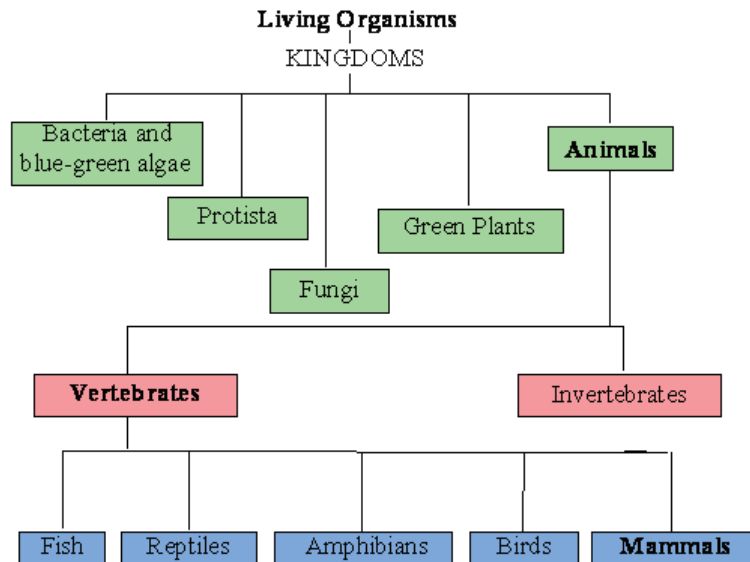 Living Organisms
KINGDOMS
Bacteria and
blue-green algae
Animals
Protista
Green Plants
Fungi
Vertebrates
Invertebrates
Fish
Reptiles
Amphibians
Birds
Mammals